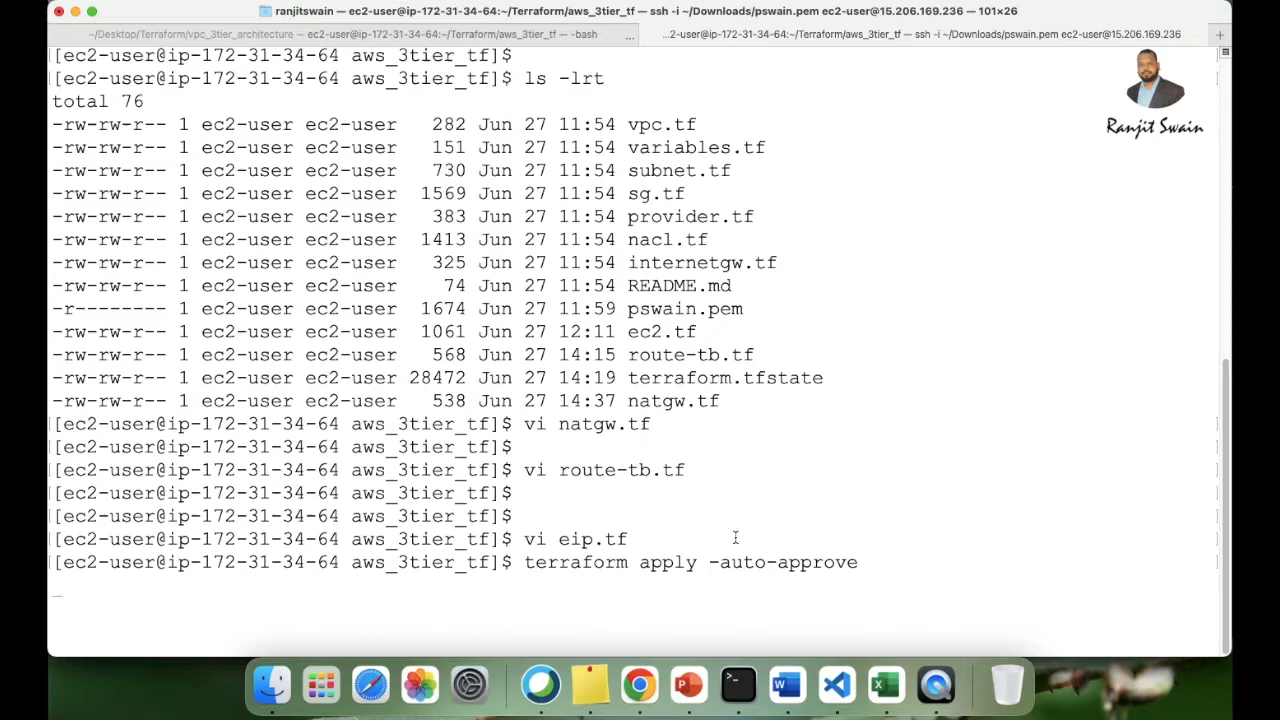 ranjitswain — ec2-user@ip-172-31-34-64:~/Terraform/aws_3tier_tf — ssh -i ~/Downloads/pswain.pem ec2-user@15.206.169.236 — 101×26
~/Desktop/Terraform/vpc_3tier_architecture — ec2-user@ip-172-31-34-64:~/Terraform/aws_3tier_tf — -bash ... ...2-user@ip-172-31-34-64:~/Terraform/aws_3tier_tf — ssh -i ~/Downloads/pswain.pem ec2-user@15.206.169.236 +
[[ec2-user@ip-172-31-34-64 aws_3tier_tf]$
[[ec2-user@ip-172-31-34-64 aws_3tier_tf]$ ls -lrt
total 76
-rw-rw-r-- 1 ec2-user ec2-user 282 Jun 27 11:54 vpc.tf
-rw-rw-r-- 1 ec2-user ec2-user 151 Jun 27 11:54 variables.tf
-rw-rw-r-- 1 ec2-user ec2-user 730 Jun 27 11:54 subnet.tf
-rw-rw-r-- 1 ec2-user ec2-user 1569 Jun 27 11:54 sg.tf
-rw-rw-r-- 1 ec2-user ec2-user 383 Jun 27 11:54 provider.tf
-rw-rw-r-- 1 ec2-user ec2-user 1413 Jun 27 11:54 nacl.tf
-rw-rw-r-- 1 ec2-user ec2-user 325 Jun 27 11:54 internetgw.tf
-rw-rw-r-- 1 ec2-user ec2-user 74 Jun 27 11:54 README.md
-r-------- 1 ec2-user ec2-user 1674 Jun 27 11:59 pswain.pem
-rw-rw-r-- 1 ec2-user ec2-user 1061 Jun 27 12:11 ec2.tf
-rw-rw-r-- 1 ec2-user ec2-user 568 Jun 27 14:15 route-tb.tf
-rw-rw-r-- 1 ec2-user ec2-user 28472 Jun 27 14:19 terraform.tfstate
-rw-rw-r-- 1 ec2-user ec2-user 538 Jun 27 14:37 natgw.tf
[[ec2-user@ip-172-31-34-64 aws_3tier_tf]$ vi natgw.tf
[[ec2-user@ip-172-31-34-64 aws_3tier_tf]$
[[ec2-user@ip-172-31-34-64 aws_3tier_tf]$ vi route-tb.tf
[[ec2-user@ip-172-31-34-64 aws_3tier_tf]$
[[ec2-user@ip-172-31-34-64 aws_3tier_tf]$
[[ec2-user@ip-172-31-34-64 aws_3tier_tf]$ vi eip.tf
[[ec2-user@ip-172-31-34-64 aws_3tier_tf]$ terraform apply -auto-approve
Ranjit Swain